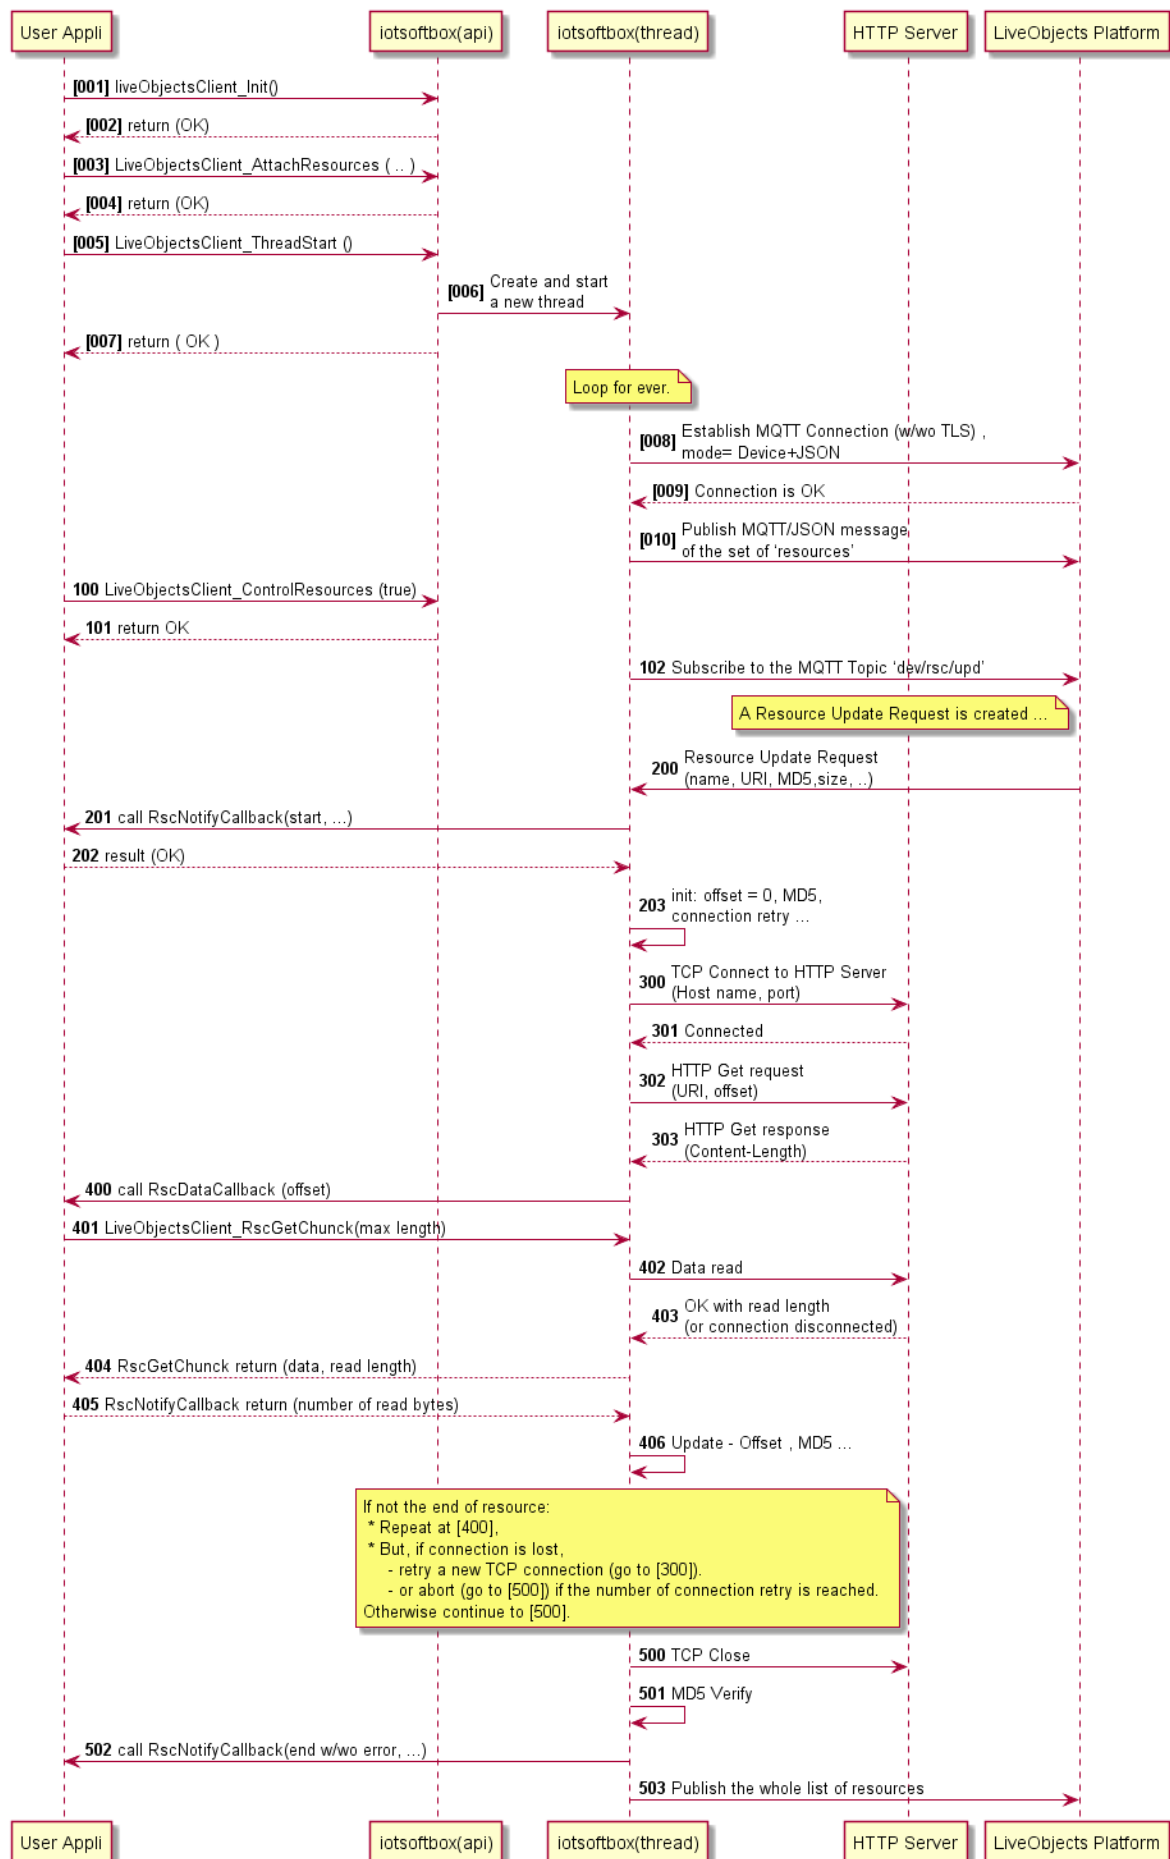 User Appli
iotsoftbox(api)
iotsoftbox(thread)
HTTP Server
LiveObjects Platform
[001] liveObjectsClient_Init()
[002] return (OK)
[003] LiveObjectsClient_AttachResources ( .. )
[004] return (OK)
[005] LiveObjectsClient_ThreadStart ()
[006] Create and start
a new thread
[007] return ( OK )
Loop for ever.
[008] Establish MQTT Connection (w/wo TLS) ,
mode= Device+JSON
[009] Connection is OK
[010] Publish MQTT/JSON message
of the set of ‘resources’
100 LiveObjectsClient_ControlResources (true)
101 return OK
102 Subscribe to the MQTT Topic ‘dev/rsc/upd’
A Resource Update Request is created ...
200 Resource Update Request
(name, URI, MD5,size, ..)
201 call RscNotifyCallback(start, ...)
202 result (OK)
203 init: offset = 0, MD5,
connection retry ...
300 TCP Connect to HTTP Server
(Host name, port)
301 Connected
302 HTTP Get request
(URI, offset)
303 HTTP Get response
(Content-Length)
400 call RscDataCallback (offset)
401 LiveObjectsClient_RscGetChunck(max length)
402 Data read
403 OK with read length
(or connection disconnected)
404 RscGetChunck return (data, read length)
405 RscNotifyCallback return (number of read bytes)
406 Update - Offset , MD5 ...
If not the end of resource:
* Repeat at [400],
* But, if connection is lost,
- retry a new TCP connection (go to [300]).
- or abort (go to [500]) if the number of connection retry is reached.
Otherwise continue to [500].
500 TCP Close
501 MD5 Verify
502 call RscNotifyCallback(end w/wo error, ...)
503 Publish the whole list of resources
User Appli
iotsoftbox(api)
iotsoftbox(thread)
HTTP Server
LiveObjects Platform